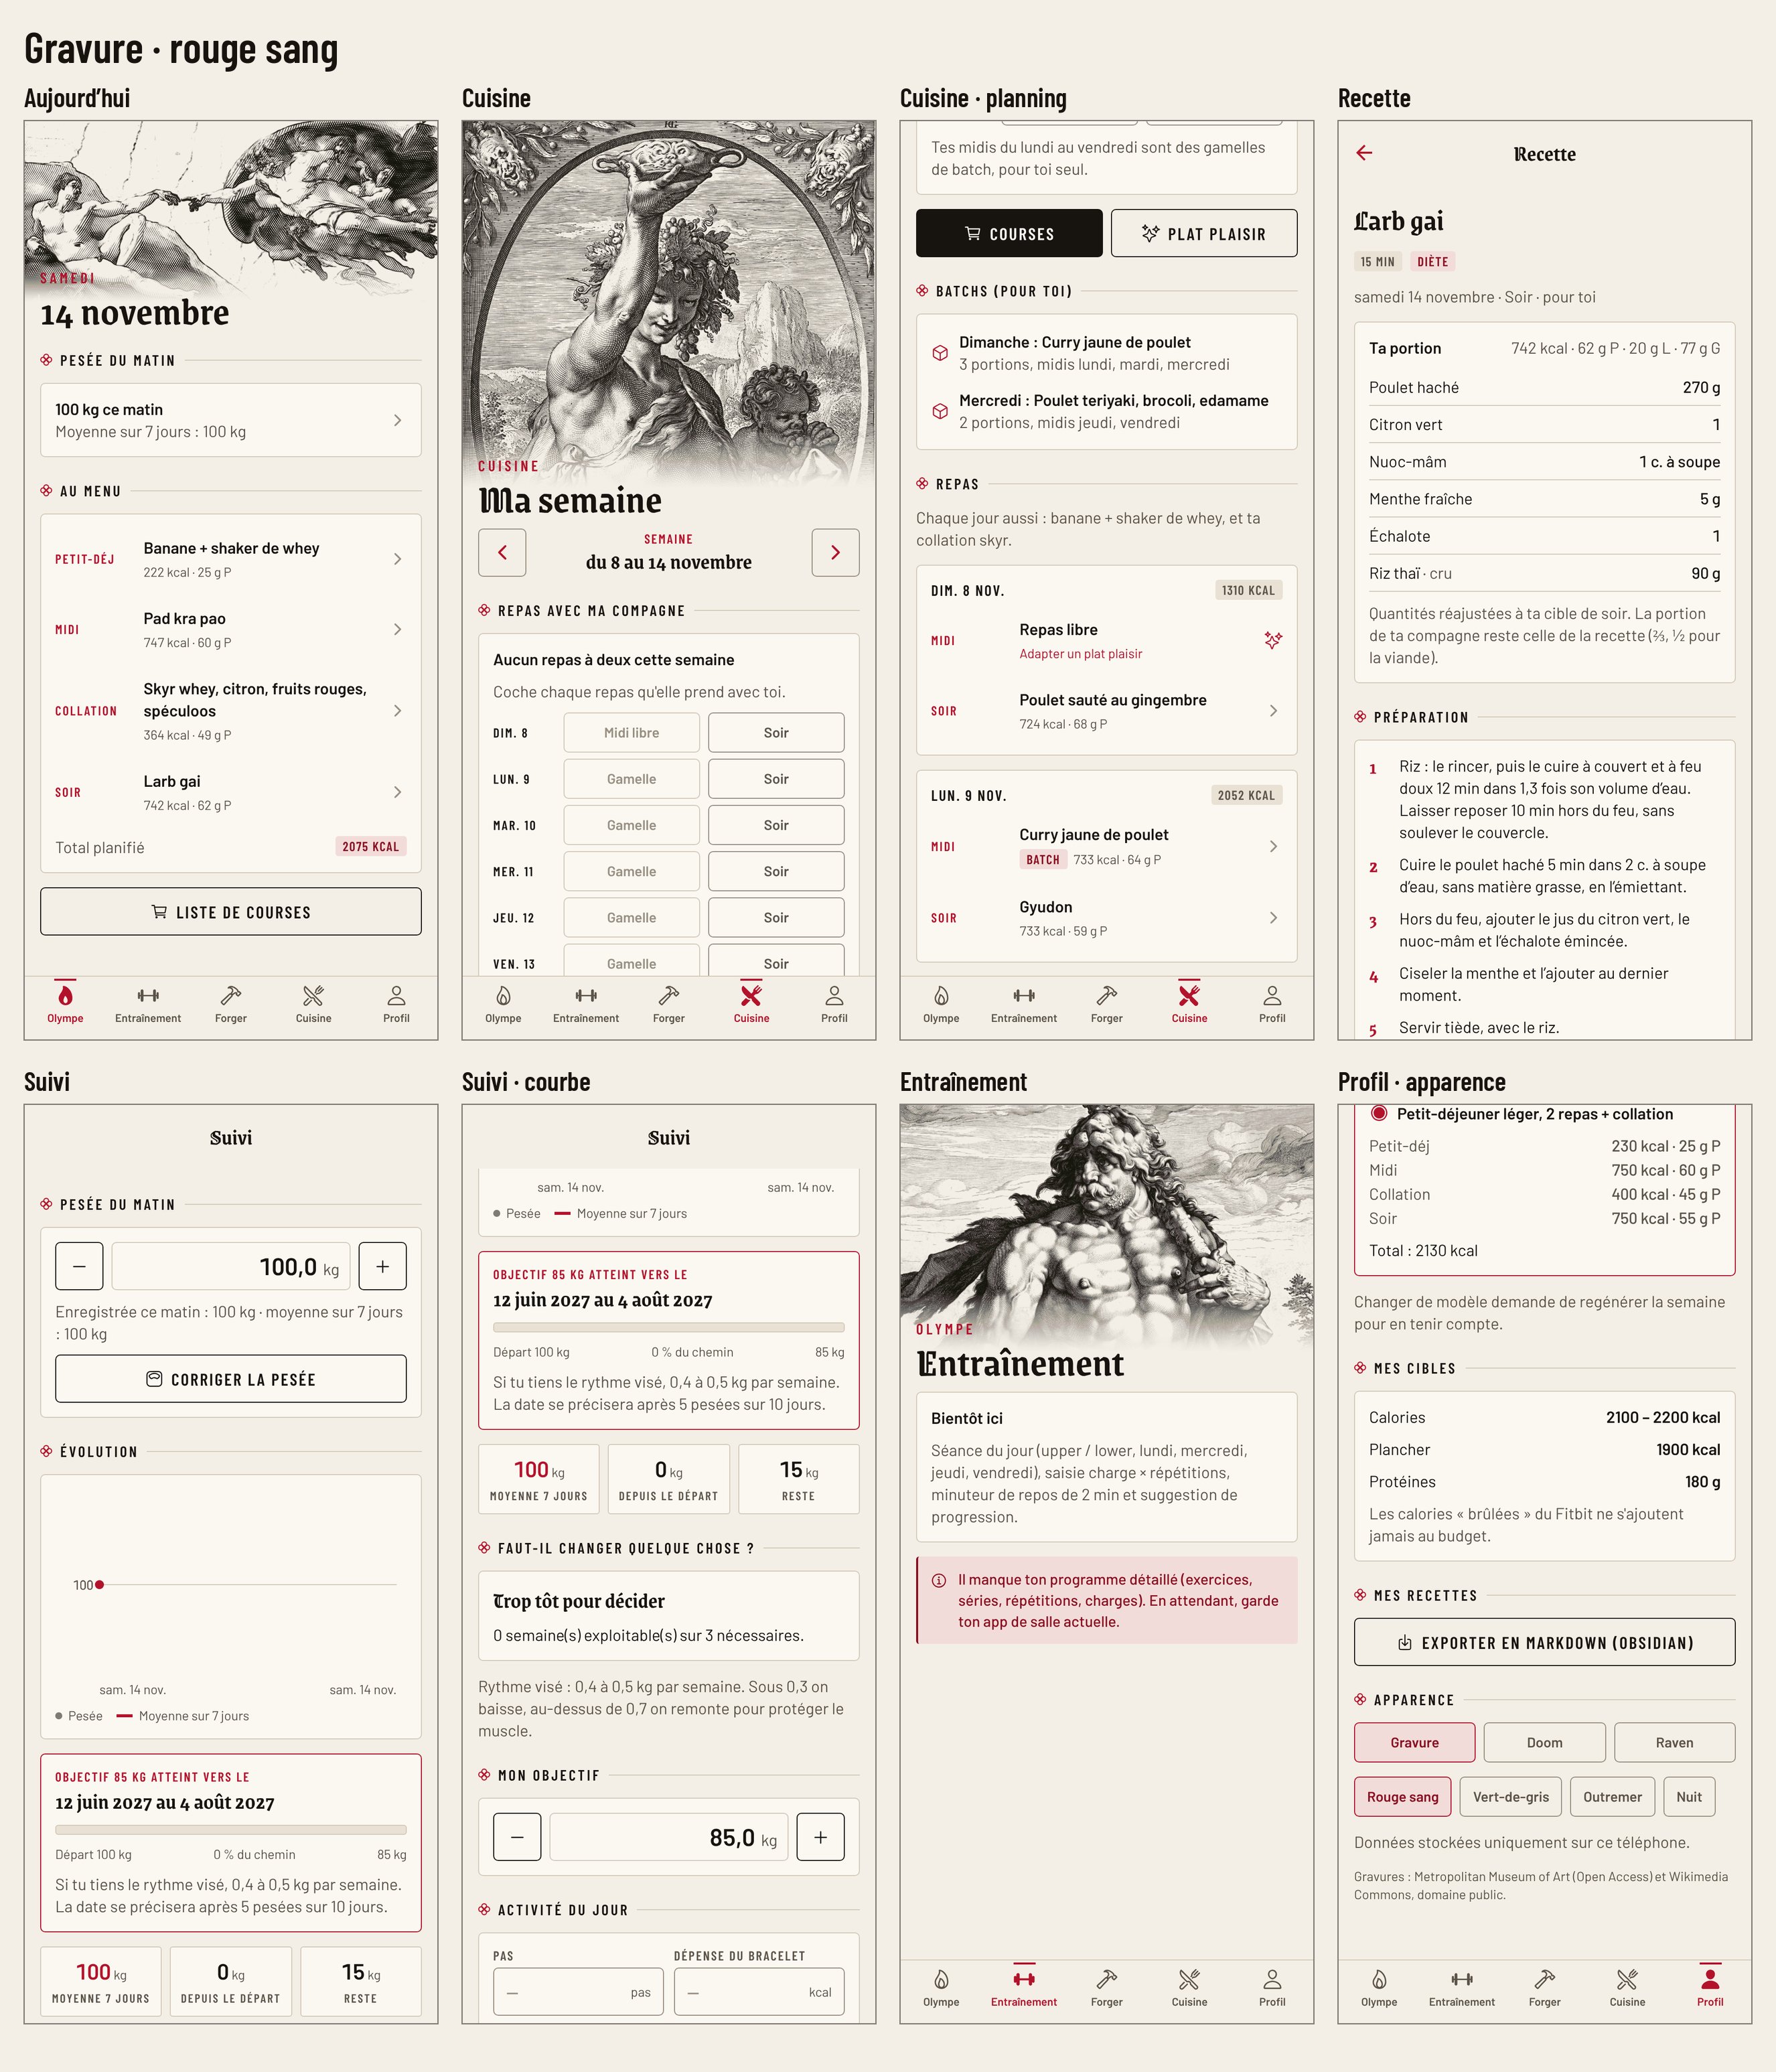 Gravure · rouge sang
Aujourd'hui
SAMEDI
14 novembre
PESÉE DU MATIN
100 kg ce matin
Moyenne sur 7 jours : 100 kg
AU MENU
PETIT-DÉJ
Banane + shaker de whey
222 kcal · 25 g P
MIDI
Pad kra pao
747 kcal · 60 g P
COLLATION
Skyr whey, citron, fruits rouges,
spéculoos
364 kcal · 49 g P
SOIR
Larb gai
742 kcal · 62 g P
Total planifié
2075 KCAL
LISTE DE COURSES
Olympe
Entraînement
Forger
Cuisine
Profil
Cuisine
CUISINE
Ma semaine
SEMAINE
du 8 au 14 novembre
REPAS AVEC MA COMPAGNE
Aucun repas à deux cette semaine
Coche chaque repas qu'elle prend avec toi.
DIM. 8
Midi libre
Soir
LUN. 9
Gamelle
Soir
MAR. 10
Gamelle
Soir
MER. 11
Gamelle
Soir
JEU. 12
Gamelle
Soir
VEN. 13
Gamelle
Soir
Olympe
Entraînement
Forger
Cuisine
Profil
Cuisine · planning
Tes midis du lundi au vendredi sont des gamelles
de batch, pour toi seul.
COURSES
PLAT PLAISIR
BATCHS (POUR TOI)
Dimanche : Curry jaune de poulet
3 portions, midis lundi, mardi, mercredi
Mercredi : Poulet teriyaki, brocoli, edamame
2 portions, midis jeudi, vendredi
REPAS
Chaque jour aussi : banane + shaker de whey, et ta
collation skyr.
DIM. 8 NOV.
1310 KCAL
MIDI
Repas libre
Adapter un plat plaisir
SOIR
Poulet sauté au gingembre
724 kcal · 68 g P
LUN. 9 NOV.
2052 KCAL
MIDI
Curry jaune de poulet
BATCH 733 kcal · 64 g P
SOIR
Gyudon
733 kcal · 59 g P
Olympe
Entraînement
Forger
Cuisine
Profil
Recette
Recette
Larb gai
15 MIN
DIÈTE
samedi 14 novembre · Soir · pour toi
Ta portion
742 kcal · 62 g P · 20 g L · 77 g G
Poulet haché
270 g
Citron vert
1
Nuoc-mâm
1 c. à soupe
Menthe fraîche
5 g
Échalote
1
Riz thaï · cru
90 g
Quantités réajustées à ta cible de soir. La portion
de ta compagne reste celle de la recette (⅔, ½ pour
la viande).
PRÉPARATION
1 Riz : le rincer, puis le cuire à couvert et à feu
doux 12 min dans 1,3 fois son volume d'eau.
Laisser reposer 10 min hors du feu, sans
soulever le couvercle.
2 Cuire le poulet haché 5 min dans 2 c. à soupe
d'eau, sans matière grasse, en l'émiettant.
3 Hors du feu, ajouter le jus du citron vert, le
nuoc-mâm et l'échalote émincée.
4 Ciseler la menthe et l'ajouter au dernier
moment.
5 Servir tiède, avec le riz.
Suivi
Suivi
PESÉE DU MATIN
100,0 kg
Enregistrée ce matin : 100 kg · moyenne sur 7 jours
: 100 kg
CORRIGER LA PESÉE
ÉVOLUTION
100
sam. 14 nov.
sam. 14 nov.
Pesée
Moyenne sur 7 jours
OBJECTIF 85 KG ATTEINT VERS LE
12 juin 2027 au 4 août 2027
Départ 100 kg
0 % du chemin
85 kg
Si tu tiens le rythme visé, 0,4 à 0,5 kg par semaine.
La date se précisera après 5 pesées sur 10 jours.
100 kg
MOYENNE 7 JOURS
0 kg
DEPUIS LE DÉPART
15 kg
RESTE
Suivi · courbe
Suivi
sam. 14 nov.
sam. 14 nov.
Pesée
Moyenne sur 7 jours
OBJECTIF 85 KG ATTEINT VERS LE
12 juin 2027 au 4 août 2027
Départ 100 kg
0 % du chemin
85 kg
Si tu tiens le rythme visé, 0,4 à 0,5 kg par semaine.
La date se précisera après 5 pesées sur 10 jours.
100 kg
MOYENNE 7 JOURS
0 kg
DEPUIS LE DÉPART
15 kg
RESTE
FAUT-IL CHANGER QUELQUE CHOSE ?
Trop tôt pour décider
0 semaine(s) exploitable(s) sur 3 nécessaires.
Rythme visé : 0,4 à 0,5 kg par semaine. Sous 0,3 on
baisse, au-dessus de 0,7 on remonte pour protéger le
muscle.
MON OBJECTIF
85,0 kg
ACTIVITÉ DU JOUR
PAS
— pas
DÉPENSE DU BRACELET
— kcal
Entraînement
OLYMPE
Entraînement
Bientôt ici
Séance du jour (upper / lower, lundi, mercredi,
jeudi, vendredi), saisie charge × répétitions,
minuteur de repos de 2 min et suggestion de
progression.
Il manque ton programme détaillé (exercices,
séries, répétitions, charges). En attendant, garde
ton app de salle actuelle.
Olympe
Entraînement
Forger
Cuisine
Profil
Profil · apparence
Petit-déjeuner léger, 2 repas + collation
Petit-déj
230 kcal · 25 g P
Midi
750 kcal · 60 g P
Collation
400 kcal · 45 g P
Soir
750 kcal · 55 g P
Total : 2130 kcal
Changer de modèle demande de regénérer la semaine
pour en tenir compte.
MES CIBLES
Calories
2100 – 2200 kcal
Plancher
1900 kcal
Protéines
180 g
Les calories « brûlées » du Fitbit ne s'ajoutent
jamais au budget.
MES RECETTES
EXPORTER EN MARKDOWN (OBSIDIAN)
APPARENCE
Gravure
Doom
Raven
Rouge sang
Vert-de-gris
Outremer
Nuit
Données stockées uniquement sur ce téléphone.
Gravures : Metropolitan Museum of Art (Open Access) et Wikimedia
Commons, domaine public.
Olympe
Entraînement
Forger
Cuisine
Profil